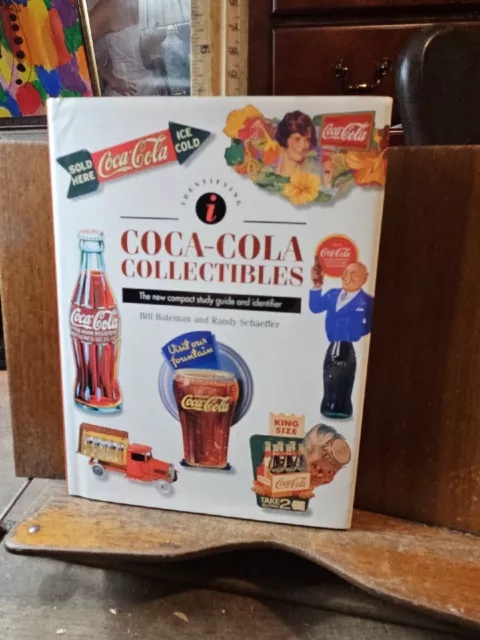 SOLD HERE
Coca-Cola
ICE COLD
Coca-Cola
IDENTIFYING
i
COCA-COLA
COLLECTIBLES
The new compact study guide and identifier
Bill Bateman and Randy Schaeffer
Coca-Cola
Coca-Cola
Visit our
fountain
Coca-Cola
KING
SIZE
Coca-Cola
TAKE
2